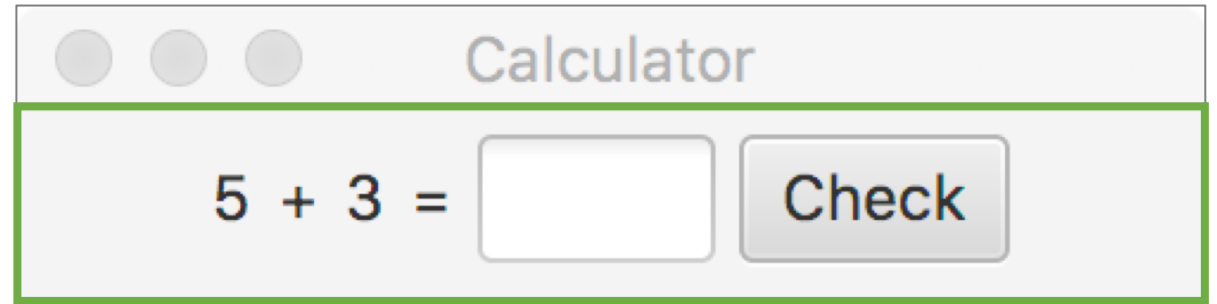 Calculator
5 + 3 = Check